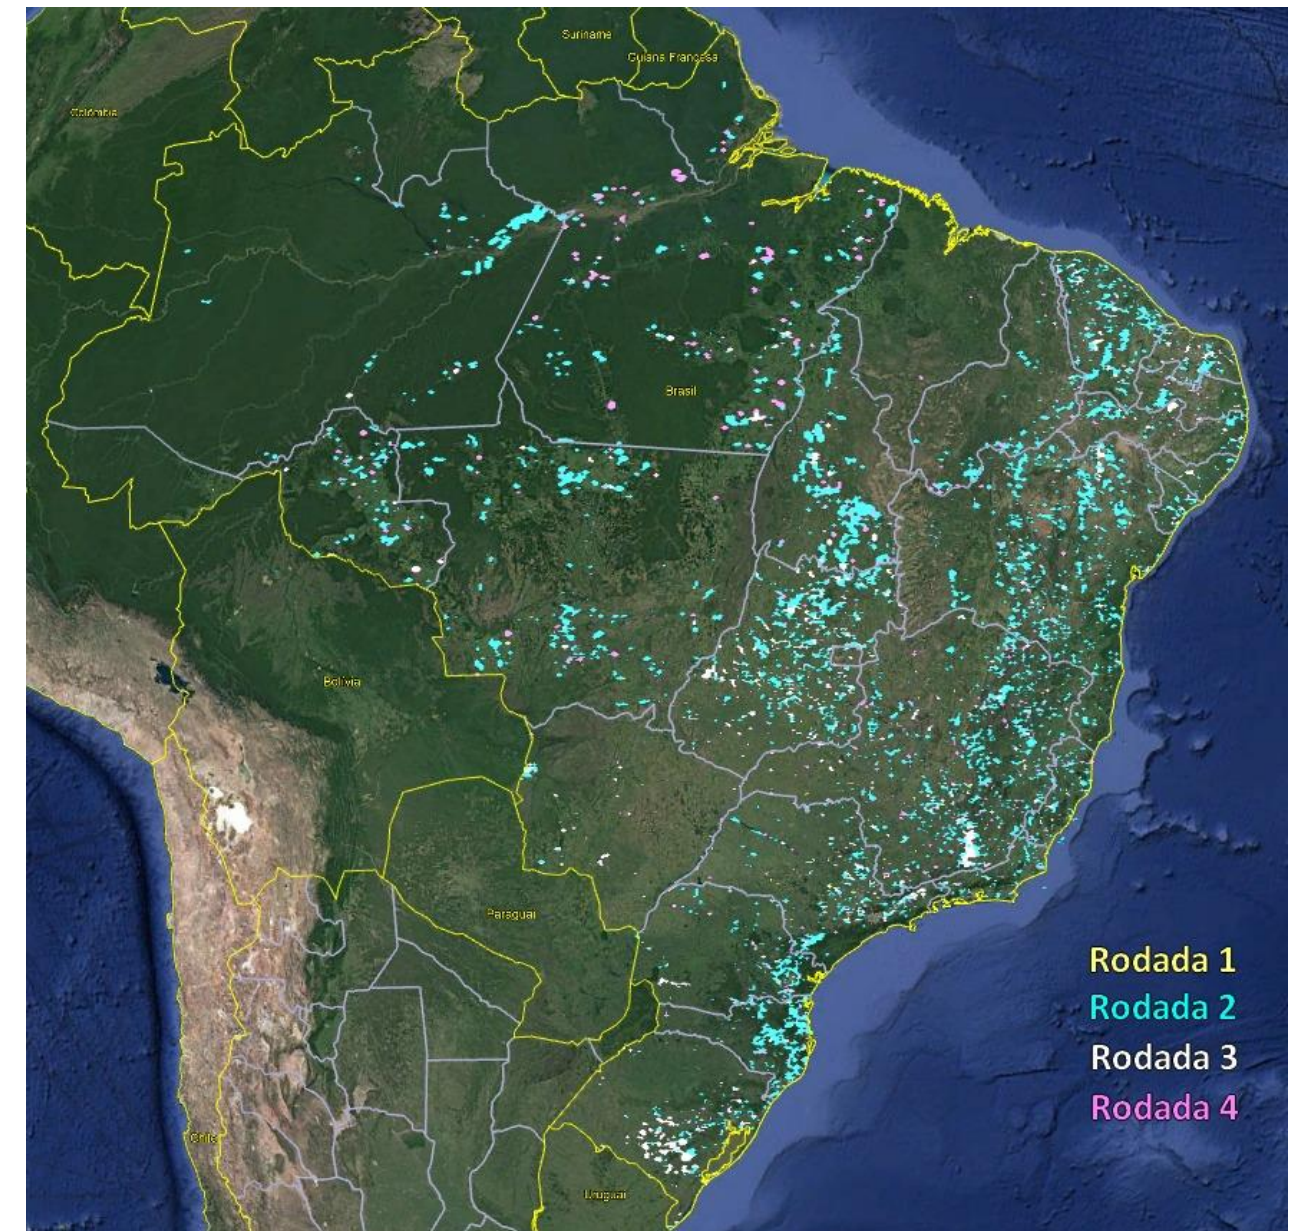 Suriname
Guiana Francesa
Colômbia
Brasil
Bolívia
Paraguai
Rodada 1
Rodada 2
Rodada 3
Rodada 4
Chile
Uruguai